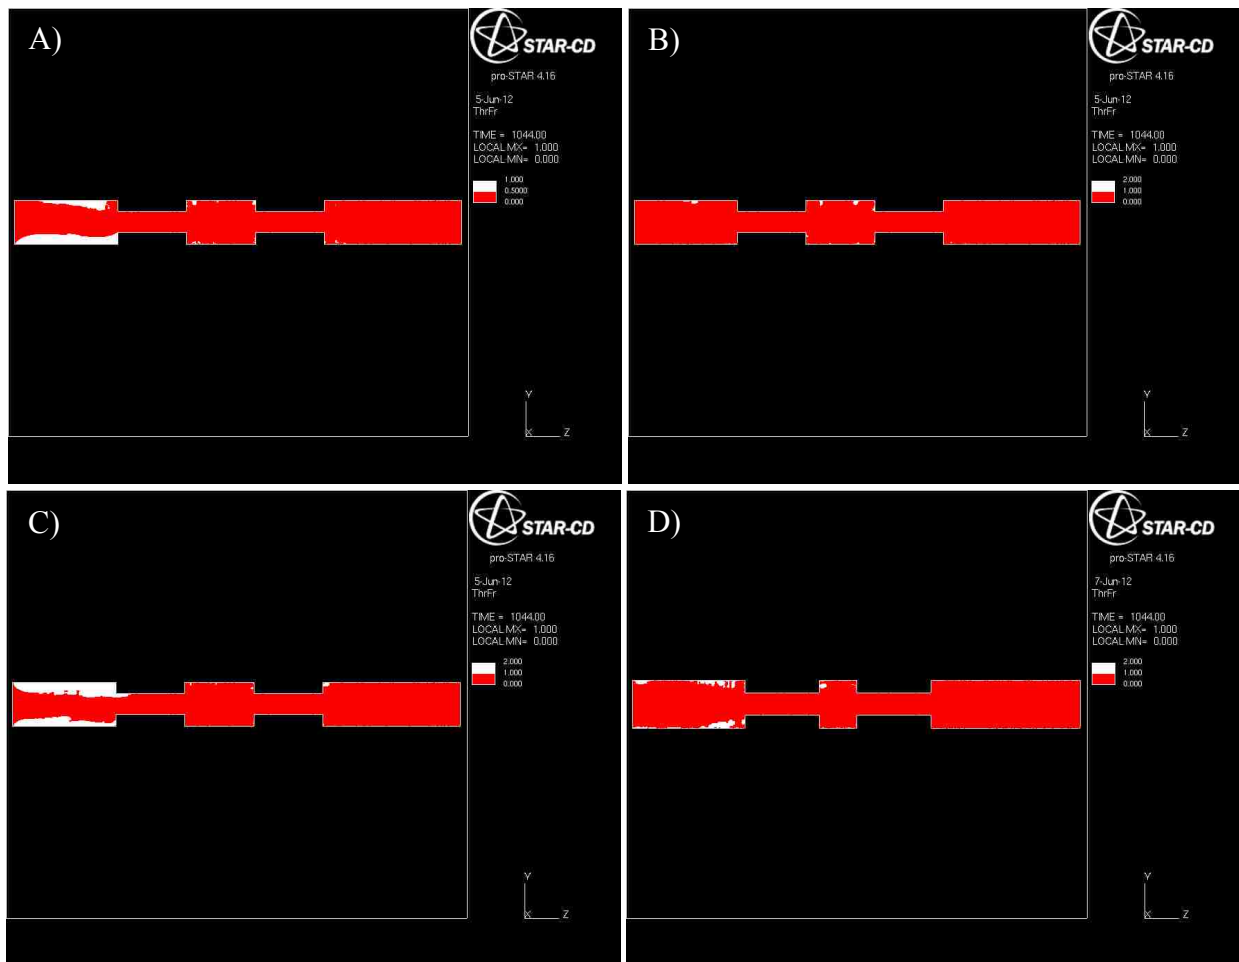 A)
STAR-CD
pro-STAR 4.16
5-Jun-12
ThrFr
TIME = 1044.00
LOCAL MX= 1.000
LOCAL MN= 0.000
1.000
0.5000
0.000
Y
X Z
B)
STAR-CD
pro-STAR 4.16
5-Jun-12
ThrFr
TIME = 1044.00
LOCAL MX= 1.000
LOCAL MN= 0.000
2.000
1.000
0.000
Y
X Z
C)
STAR-CD
pro-STAR 4.16
5-Jun-12
ThrFr
TIME = 1044.00
LOCAL MX= 1.000
LOCAL MN= 0.000
2.000
1.000
0.000
Y
X Z
D)
STAR-CD
pro-STAR 4.16
7-Jun-12
ThrFr
TIME = 1044.00
LOCAL MX= 1.000
LOCAL MN= 0.000
2.000
1.000
0.000
Y
X Z